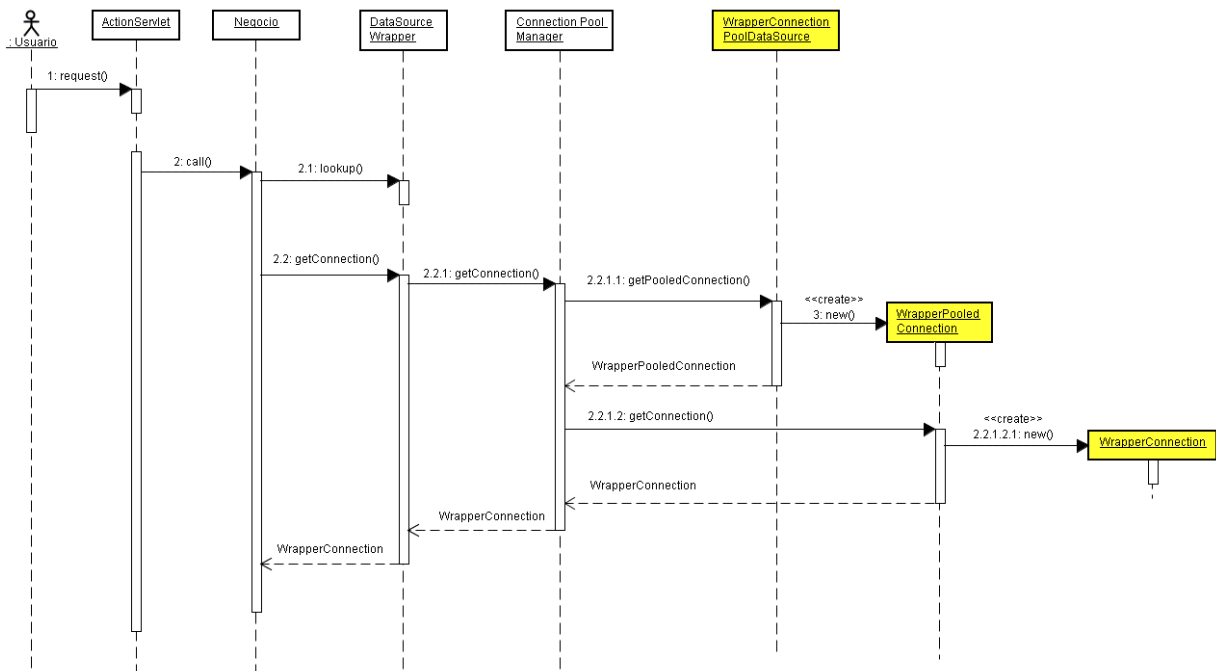 : Usuario
ActionServlet
Negocio
DataSource
Wrapper
Connection Pool
Manager
WrapperConnection
PoolDataSource
1: request()
2: call()
2.1: lookup()
2.2: getConnection()
2.2.1: getConnection()
2.2.1.1: getPooledConnection()
<<create>>
3: new()
WrapperPooled
Connection
WrapperPooledConnection
2.2.1.2: getConnection()
<<create>>
2.2.1.2.1: new()
WrapperConnection
WrapperConnection
WrapperConnection
WrapperConnection